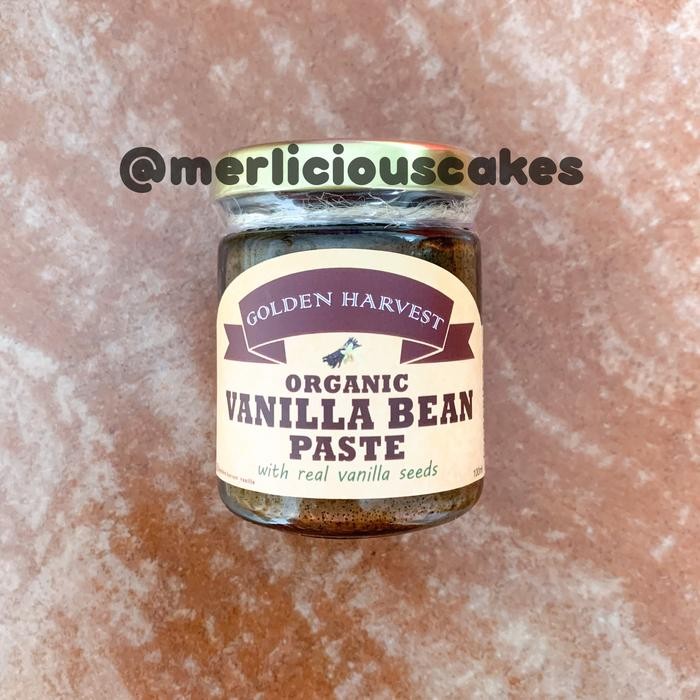 @merliciouscakes
GOLDEN HARVEST
ORGANIC
VANILLA BEAN
PASTE
with real vanilla seeds